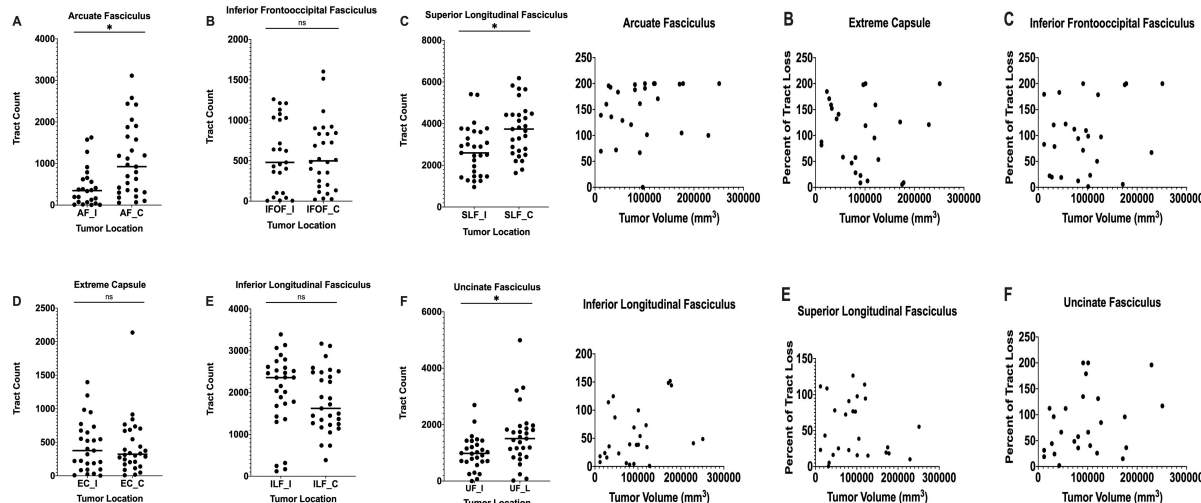 A
Arcuate Fasciculus
*
Tract Count
4000
3000
2000
1000
0
AF_I AF_C
Tumor Location
B
Inferior Frontooccipital Fasciculus
ns
Tract Count
2000
1500
1000
500
0
IFOF_I IFOF_C
Tumor Location
C
Superior Longitudinal Fasciculus
*
Tract Count
8000
6000
4000
2000
0
SLF_I SLF_C
Tumor Location
Arcuate Fasciculus
250
200
150
100
50
0
0 100000 200000 300000
Tumor Volume (mm³)
B
Extreme Capsule
Percent of Tract Loss
250
200
150
100
50
0
0 100000 200000 300000
Tumor Volume (mm³)
C
Inferior Frontooccipital Fasciculus
Percent of Tract Loss
250
200
150
100
50
0
0 100000 200000 300000
Tumor Volume (mm³)
D
Extreme Capsule
ns
Tract Count
2500
2000
1500
1000
500
0
EC_I EC_C
Tumor Location
E
Inferior Longitudinal Fasciculus
ns
Tract Count
4000
3000
2000
1000
0
ILF_I ILF_C
Tumor Location
F
Uncinate Fasciculus
*
Tract Count
6000
4000
2000
0
UF_I UF_L
Tumor Location
Inferior Longitudinal Fasciculus
200
150
100
50
0
0 100000 200000 300000
Tumor Volume (mm³)
E
Superior Longitudinal Fasciculus
Percent of Tract Loss
150
100
50
0
0 100000 200000 300000
Tumor Volume (mm³)
F
Uncinate Fasciculus
Percent of Tract Loss
250
200
150
100
50
0
0 100000 200000 300000
Tumor Volume (mm³)